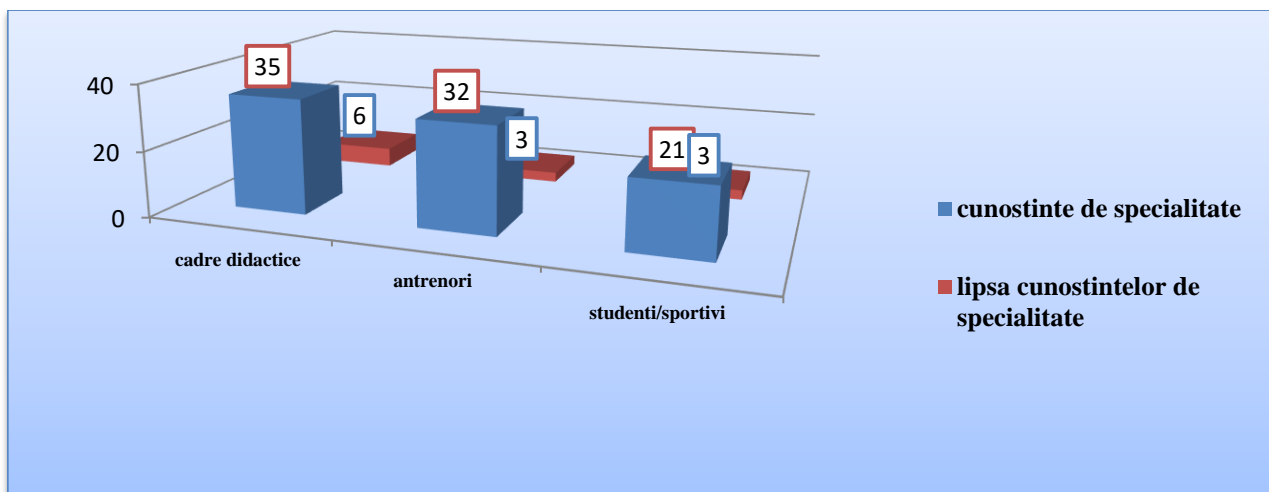 40
20
0
35
6
32
3
21
3
cadre didactice
antrenori
studenti/sportivi
cunostinte de specialitate
lipsa cunostintelor de
specialitate